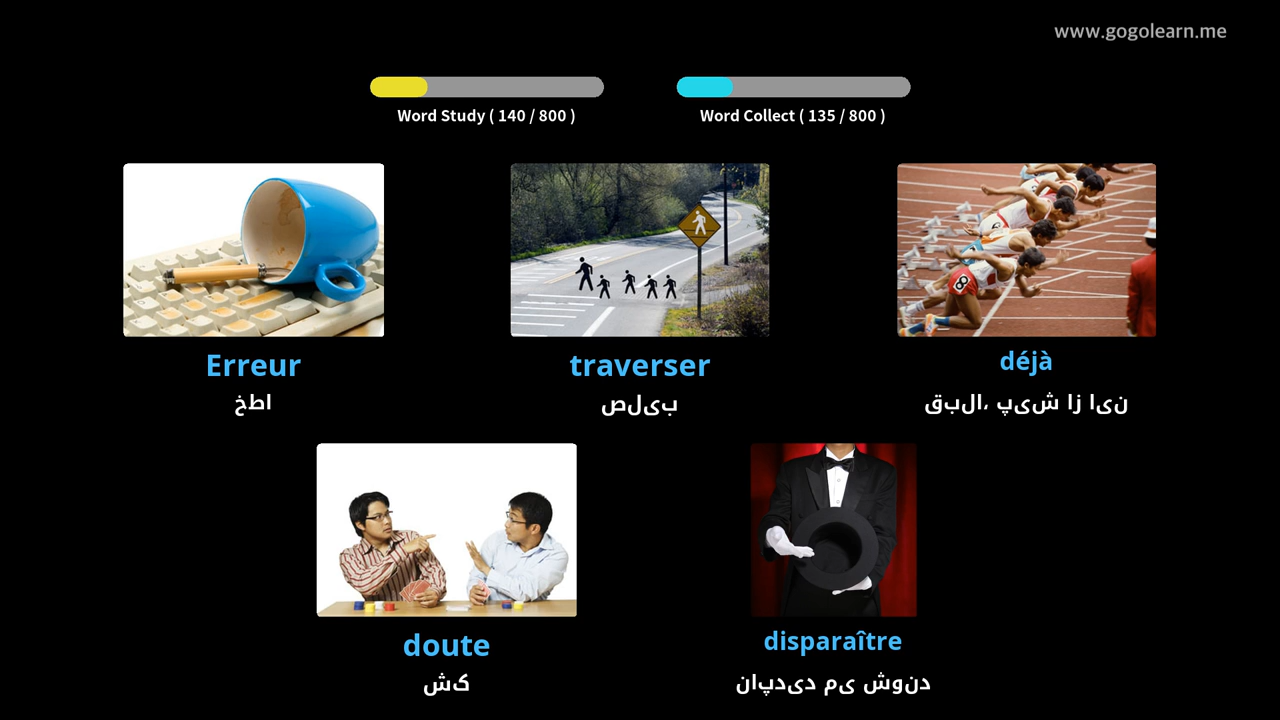 www.gogolearn.me
Word Study ( 140 / 800 )
Word Collect ( 135 / 800 )
Erreur
اطخ
traverser
بیلص
déjà
نیا زا شیپ ،البق
doute
کش
disparaître
دنوش یم دیدپان
8